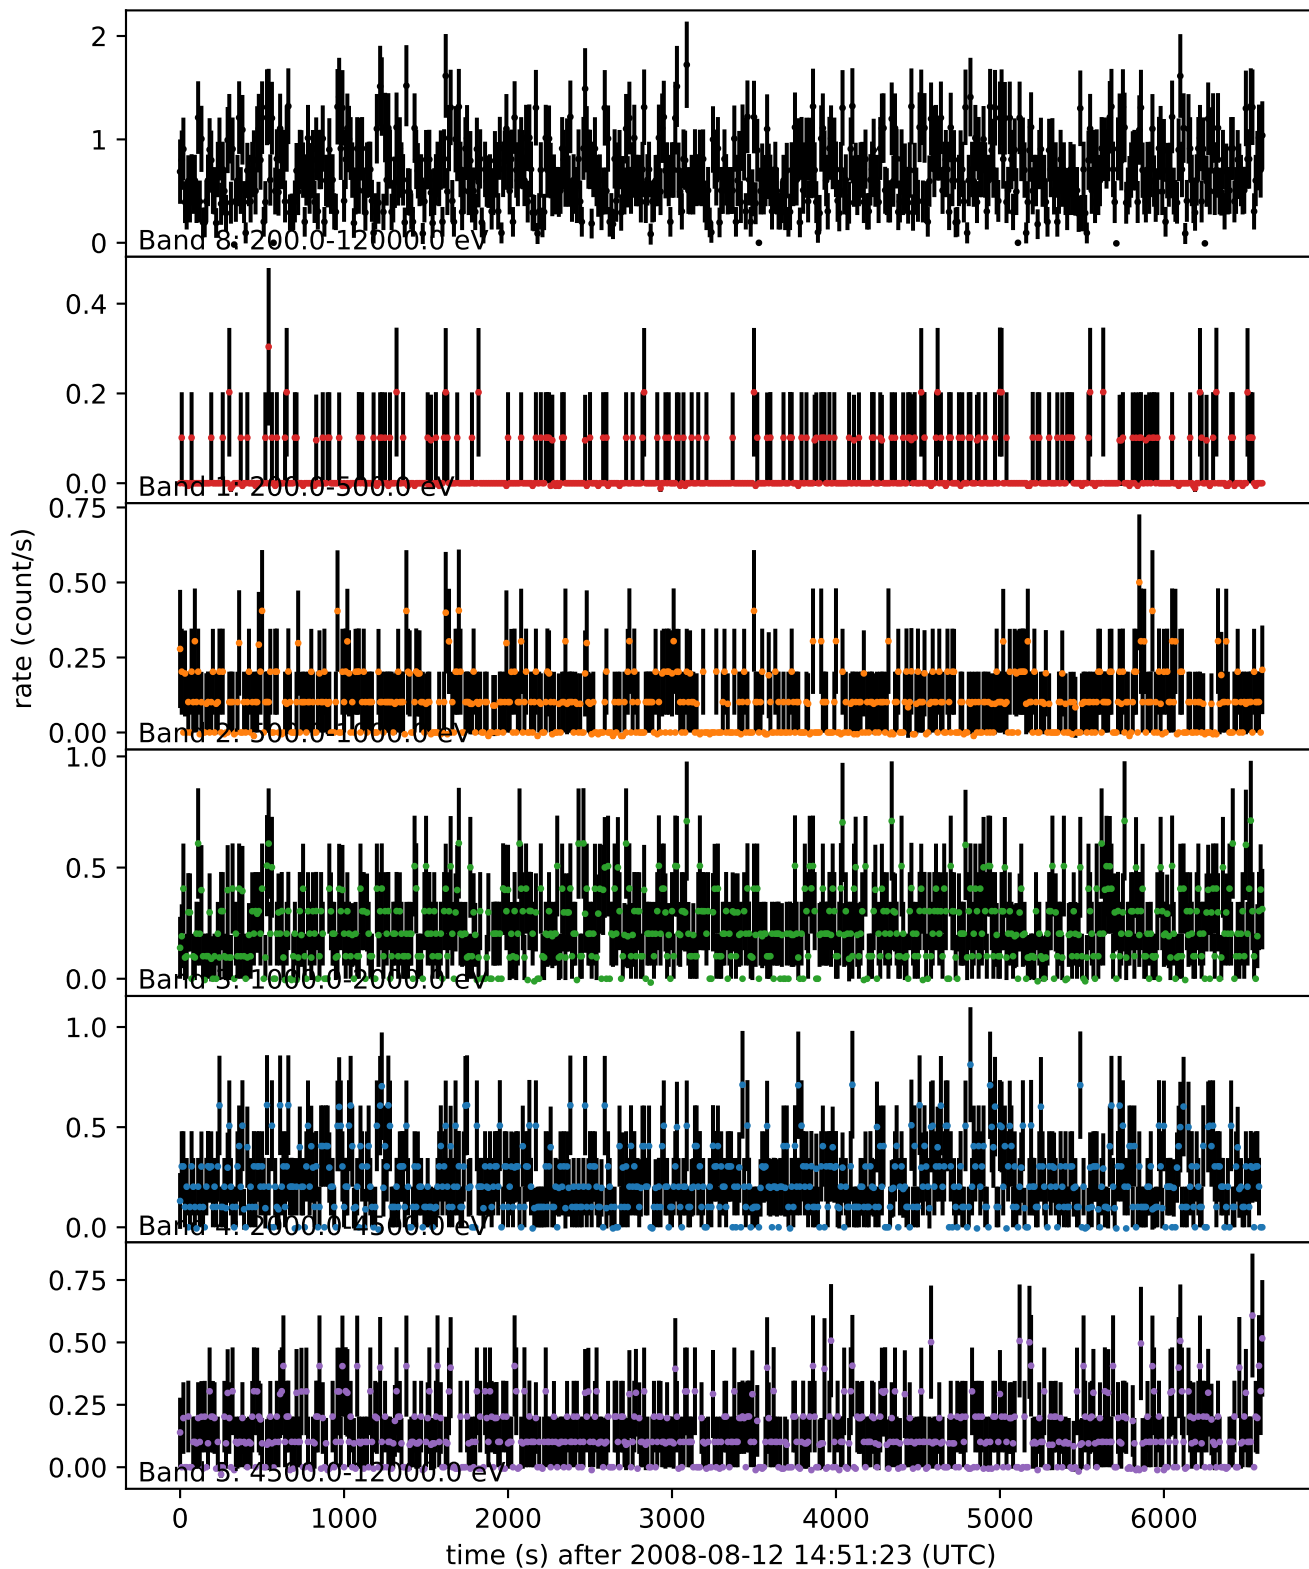 2
1
0
Band 8: 200.0-12000.0 eV
0.4
0.2
0.0
Band 1: 200.0-500.0 eV
rate (count/s)
0.75
0.50
0.25
0.00
Band 2: 500.0-1000.0 eV
1.0
0.5
0.0
Band 3: 1000.0-2000.0 eV
1.0
0.5
0.0
Band 4: 2000.0-4500.0 eV
0.75
0.50
0.25
0.00
Band 5: 4500.0-12000.0 eV
0 1000 2000 3000 4000 5000 6000
time (s) after 2008-08-12 14:51:23 (UTC)